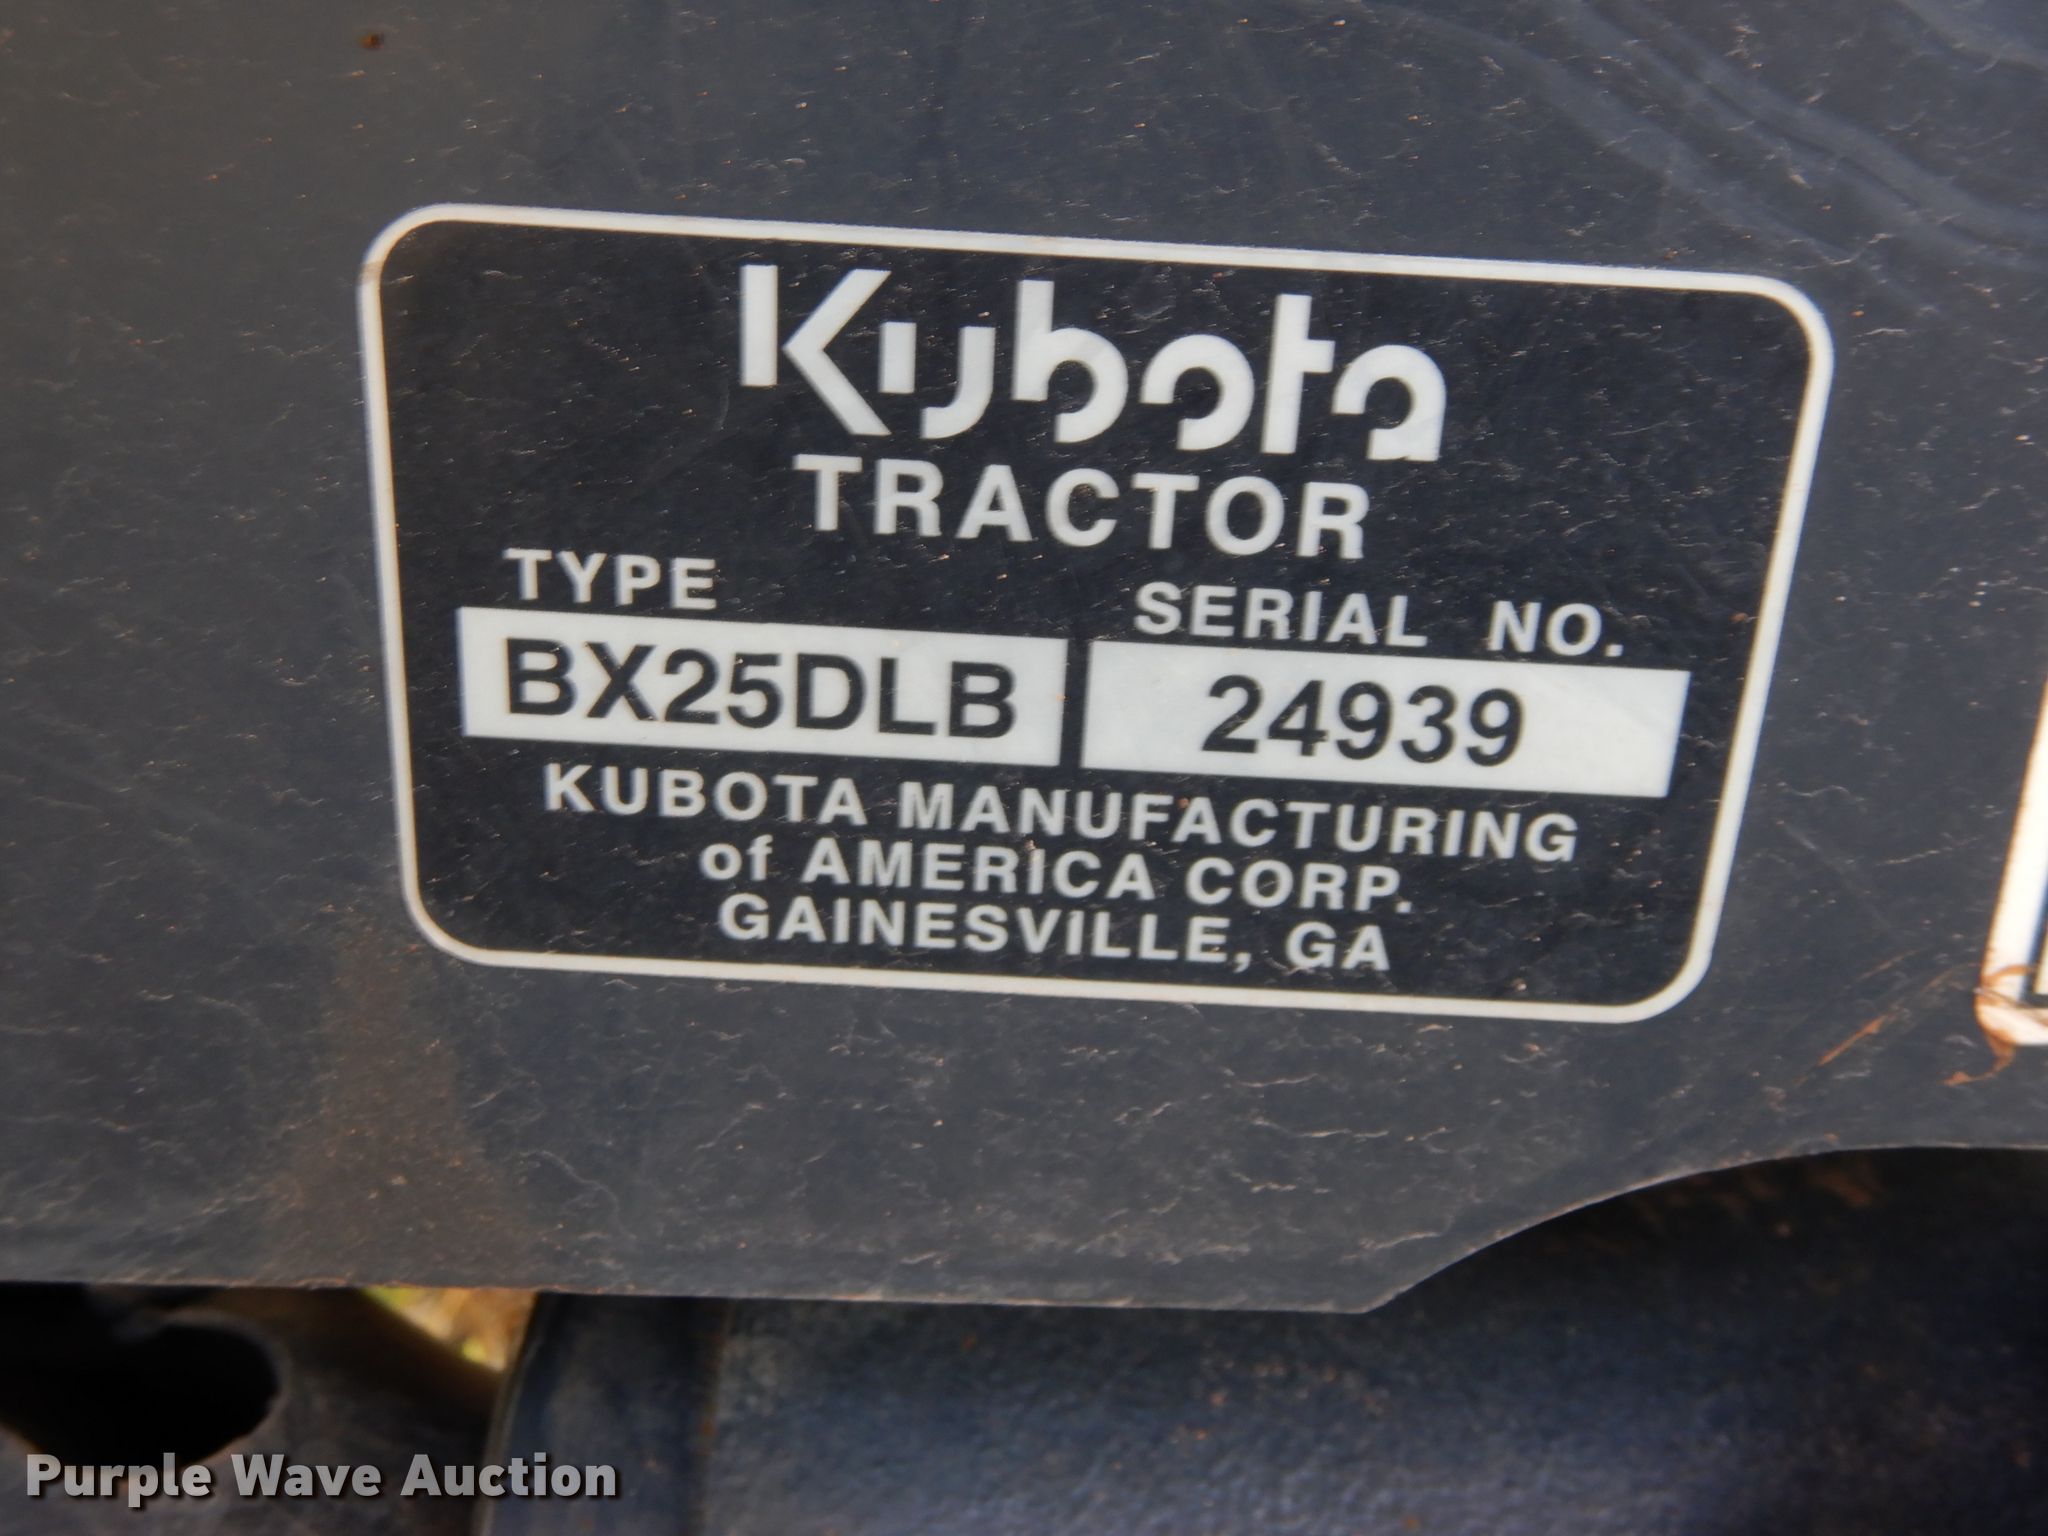 Kubota
TRACTOR
TYPE
SERIAL NO.
BX25DLB
24939
KUBOTA MANUFACTURING
of AMERICA CORP.
GAINESVILLE, GA
Purple Wave Auction